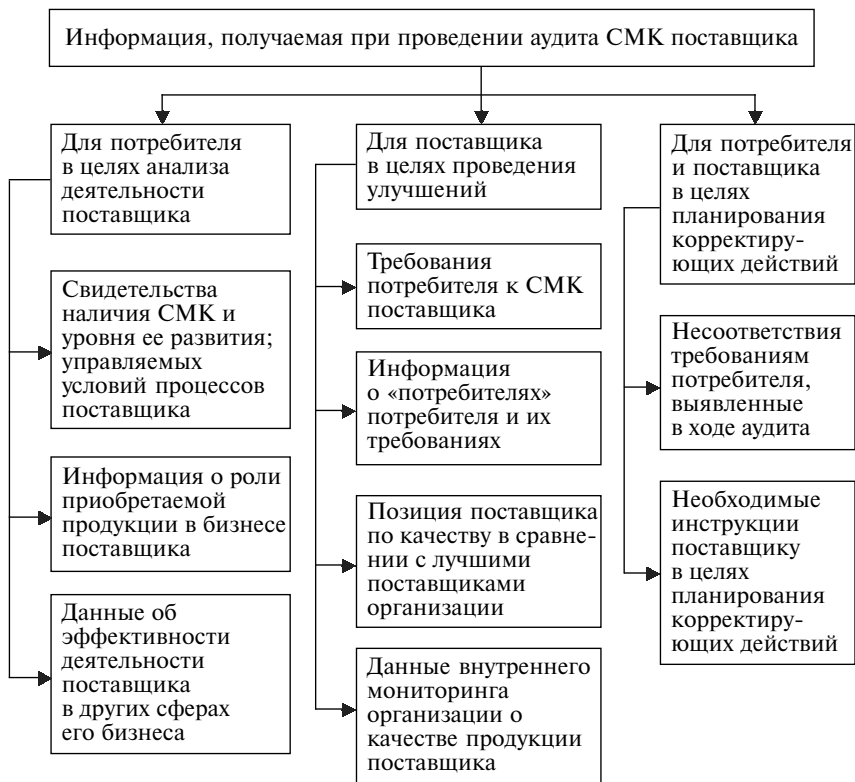 Информация, получаемая при проведении аудита СМК поставщика
Для потребителя
в целях анализа
деятельности
поставщика
Свидетельства
наличия СМК и
уровня ее развития;
управляемых
условий процессов
поставщика
Информация о роли
приобретаемой
продукции в бизнесе
поставщика
Данные об
эффективности
деятельности
поставщика
в других сферах
его бизнеса
Для поставщика
в целях проведения
улучшений
Требования
потребителя к СМК
поставщика
Информация
о «потребителях»
потребителя и их
требованиях
Позиция поставщика
по качеству в сравне-
нии с лучшими
поставщиками
организации
Данные внутреннего
мониторинга
организации о
качестве продукции
поставщика
Для потребителя
и поставщика
в целях
планирования
корректиру-
ющих действий
Несоответствия
требованиям
потребителя,
выявленные
в ходе аудита
Необходимые
инструкции
поставщику
в целях
планирования
корректиру-
ющих действий